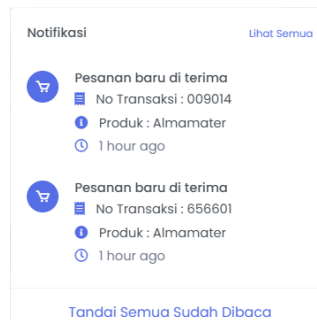 Notifikasi
Lihat Semua
Pesanan baru di terima
No Transaksi : 009014
Produk : Almamater
1 hour ago
Pesanan baru di terima
No Transaksi : 656601
Produk : Almamater
1 hour ago
Tandai Semua Sudah Dibaca